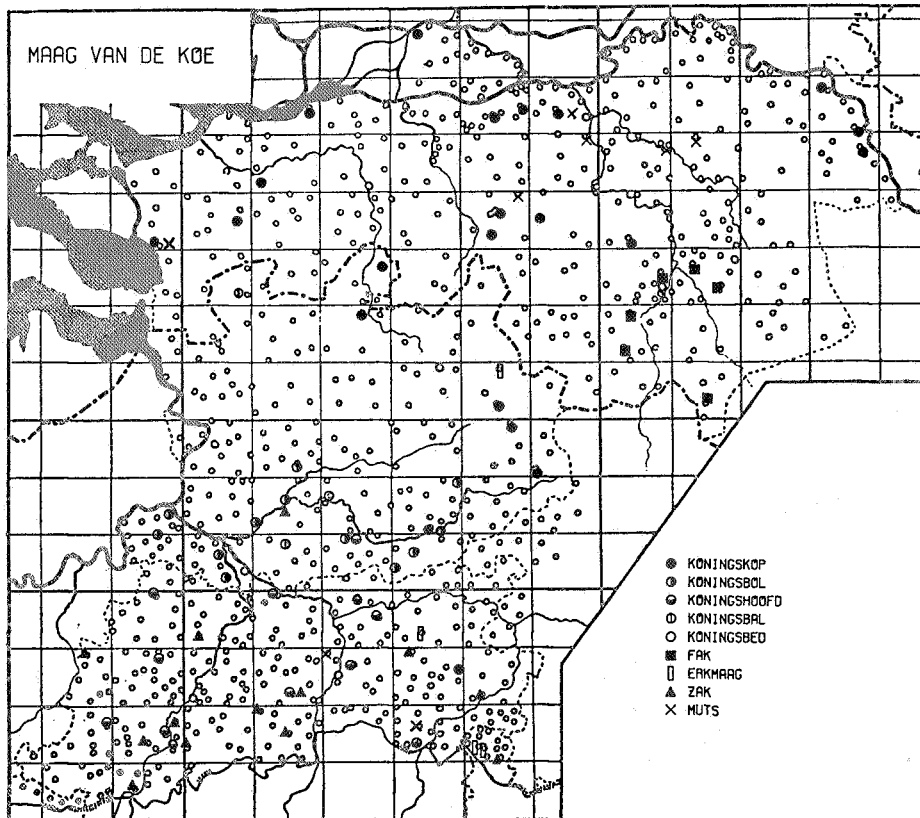 MAAG VAN DE KOE
KONINGSKOP
KONINGSBOL
KONINGSHOOFD
KONINGSBAL
KONINGSBED
FAK
ERKMAAG
ZAK
MUTS